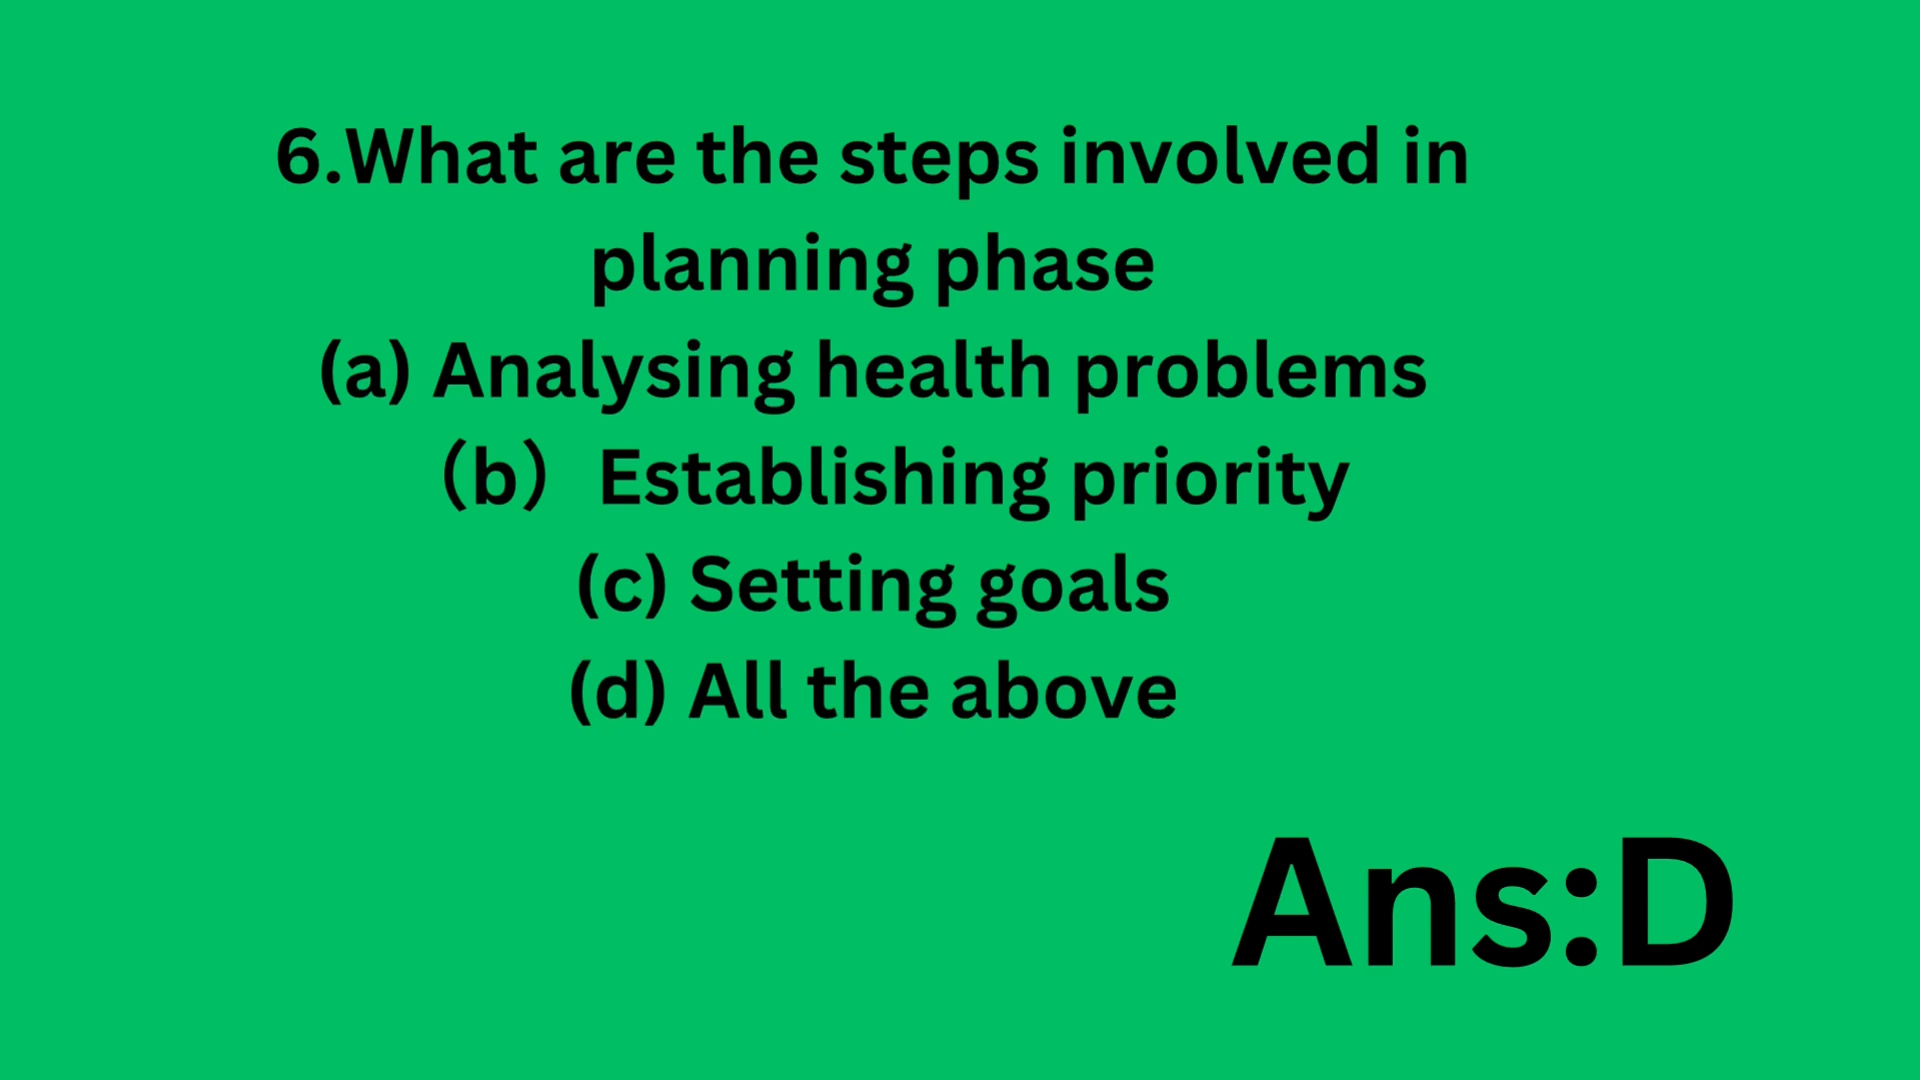 6.What are the steps involved in
planning phase
(a) Analysing health problems
(b) Establishing priority
(c) Setting goals
(d) All the above
Ans:D